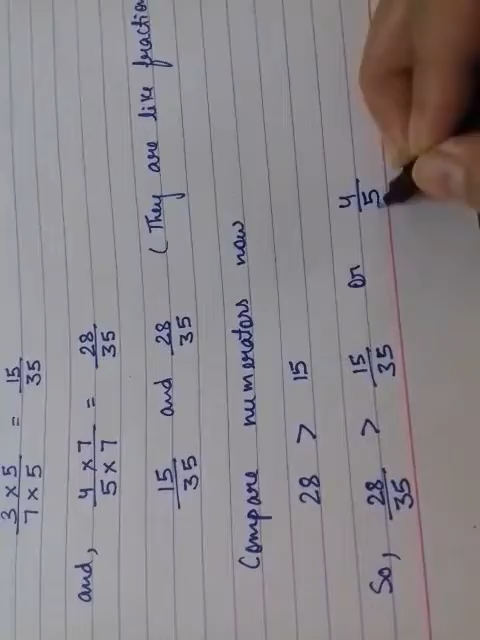 3 × 5 / 7 × 5 = 15/35
and, 4 × 7 / 5 × 7 = 28/35
15/35 and 28/35 (They are like fractio
Compare numerators now
28 > 15
So, 28/35 > 15/35 or 4/5